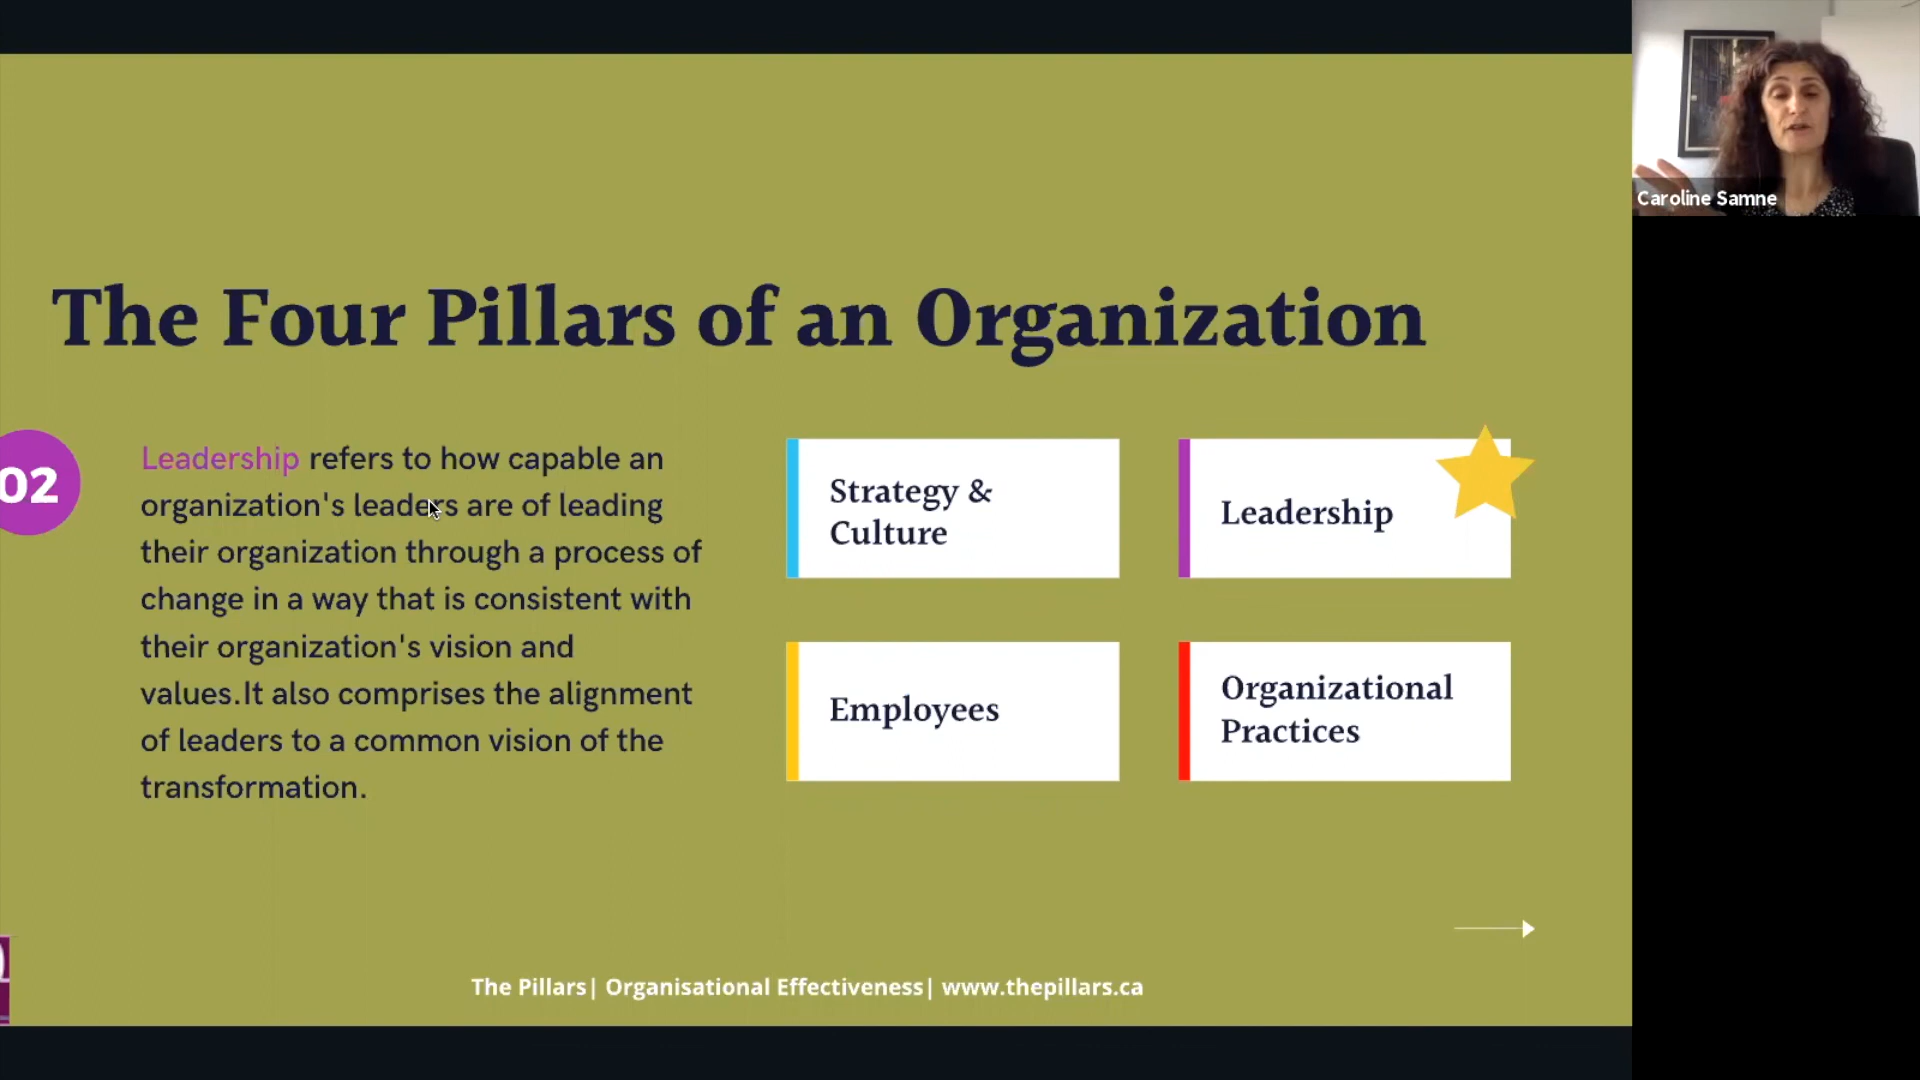 The Four Pillars of an Organization
02
Leadership refers to how capable an
organization's leaders are of leading
their organization through a process of
change in a way that is consistent with
their organization's vision and
values.It also comprises the alignment
of leaders to a common vision of the
transformation.
Strategy &
Culture
Leadership
Employees
Organizational
Practices
The Pillars| Organisational Effectiveness| www.thepillars.ca
Caroline Samne